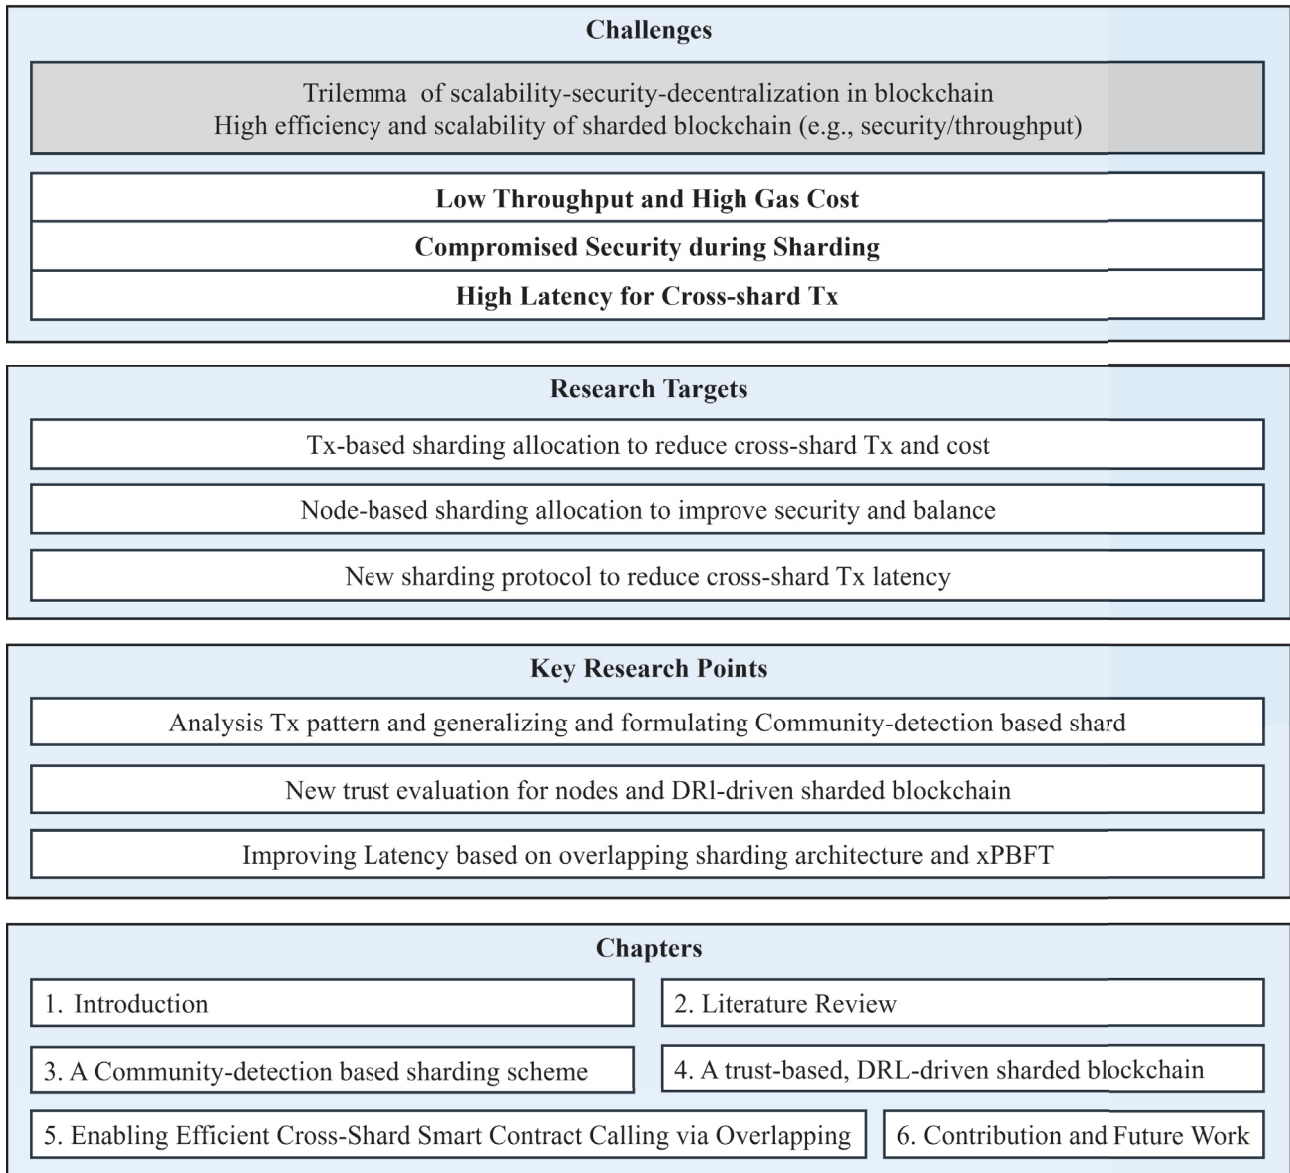 Challenges
Trilemma of scalability-security-decentralization in blockchain
High efficiency and scalability of sharded blockchain (e.g., security/throughput)
Low Throughput and High Gas Cost
Compromised Security during Sharding
High Latency for Cross-shard Tx
Research Targets
Tx-based sharding allocation to reduce cross-shard Tx and cost
Node-based sharding allocation to improve security and balance
New sharding protocol to reduce cross-shard Tx latency
Key Research Points
Analysis Tx pattern and generalizing and formulating Community-detection based shard
New trust evaluation for nodes and DRl-driven sharded blockchain
Improving Latency based on overlapping sharding architecture and xPBFT
Chapters
1. Introduction
2. Literature Review
3. A Community-detection based sharding scheme
4. A trust-based, DRL-driven sharded blockchain
5. Enabling Efficient Cross-Shard Smart Contract Calling via Overlapping
6. Contribution and Future Work